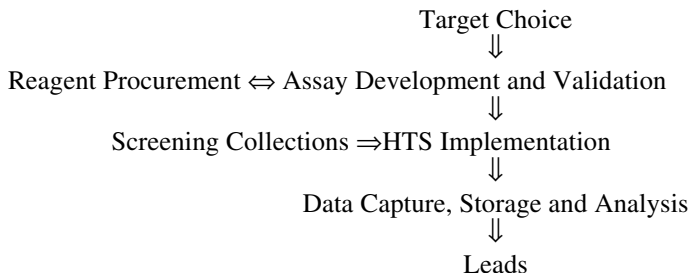 Target Choice
⇓
Reagent Procurement ⇔ Assay Development and Validation
⇓
Screening Collections ⇒HTS Implementation
⇓
Data Capture, Storage and Analysis
⇓
Leads